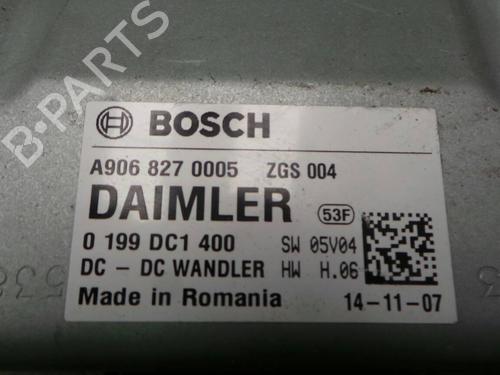 B-PARTS
BOSCH
A906 827 0005 ZGS 004
DAIMLER 53F
0 199 DC1 400 SW 05V04
DC - DC WANDLER HW H.06
Made in Romania 14-11-07